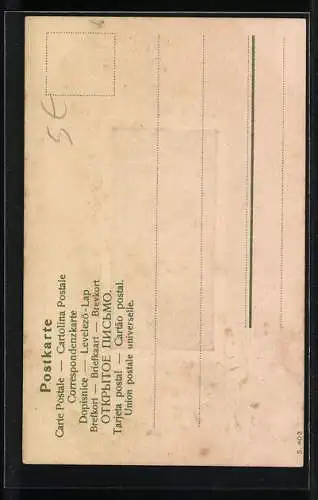 Postkarte
Carte Postale — Cartolina Postale
Correspondenzkarte
Dopisnice — Levelező-Lap
Brefkort — Briefkaart — Brevkort
ОТКРЫТОЕ ПИСЬМО.
Tarjeta postal — Cartão postal.
Union postale universelle.
5€
S. 403